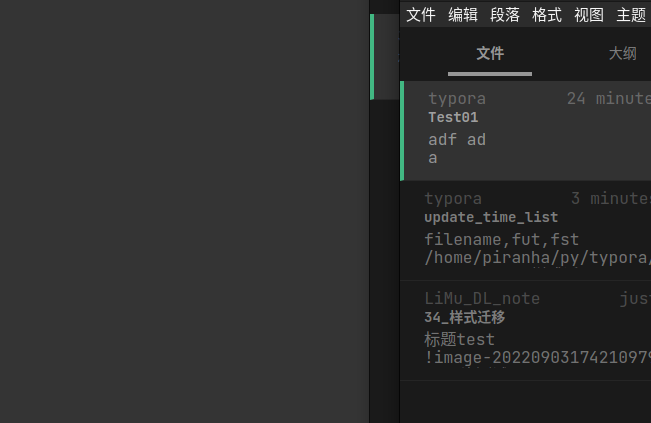 文件 编辑 段落 格式 视图 主题
文件 大纲
typora 24 minute
Test01
adf ad
a
typora 3 minutes
update_time_list
filename,fut,fst
/home/piranha/py/typora/
LiMu_DL_note just
34_样式迁移
标题test
!image-20220903174210979